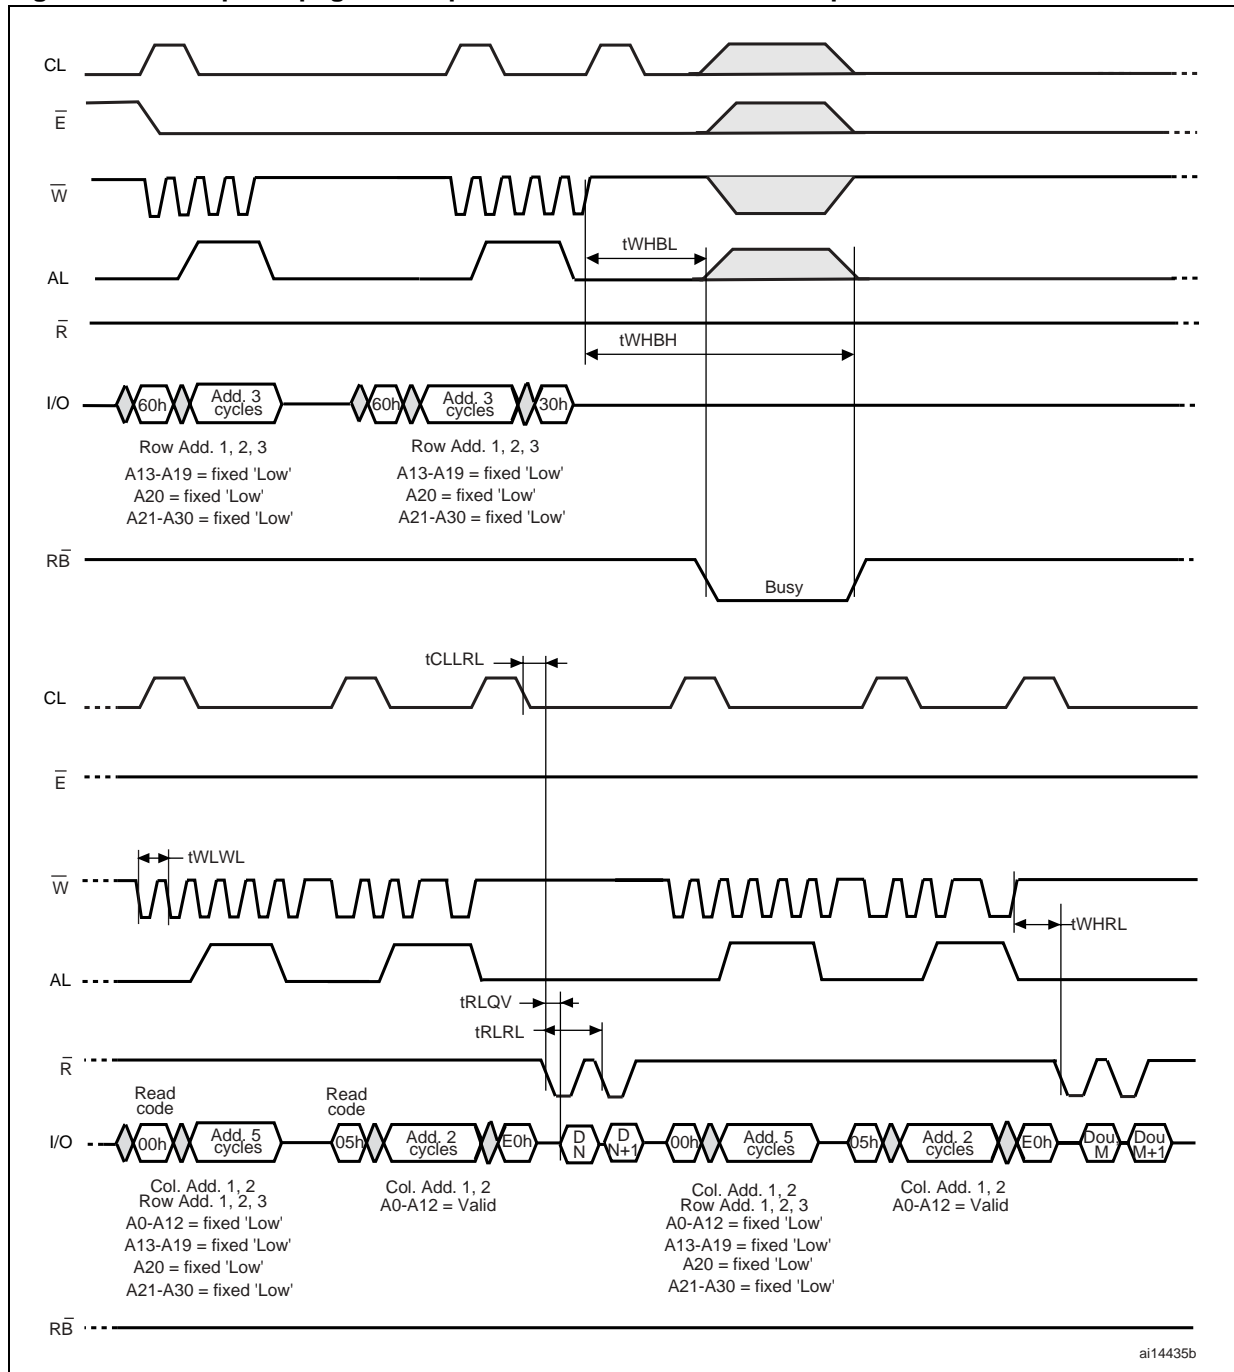 CL
E
W
tWHBL
AL
R
tWHBH
I/O 60h Add. 3 cycles 60h Add. 3 cycles 30h
Row Add. 1, 2, 3 Row Add. 1, 2, 3
A13-A19 = fixed 'Low' A13-A19 = fixed 'Low'
A20 = fixed 'Low' A20 = fixed 'Low'
A21-A30 = fixed 'Low' A21-A30 = fixed 'Low'
RB
Busy
tCLLRL
CL
E
tWLWL
W
tWHRL
AL
tRLQV
tRLRL
R
Read code Read code
I/O 00h Add. 5 cycles 05h Add. 2 cycles E0h D N D N+1 00h Add. 5 cycles 05h Add. 2 cycles E0h Dou M Dou M+1
Col. Add. 1, 2 Col. Add. 1, 2 Col. Add. 1, 2 Col. Add. 1, 2
Row Add. 1, 2, 3 A0-A12 = Valid Row Add. 1, 2, 3 A0-A12 = Valid
A0-A12 = fixed 'Low' A0-A12 = fixed 'Low'
A13-A19 = fixed 'Low' A13-A19 = fixed 'Low'
A20 = fixed 'Low' A20 = fixed 'Low'
A21-A30 = fixed 'Low' A21-A30 = fixed 'Low'
RB
ai14435b